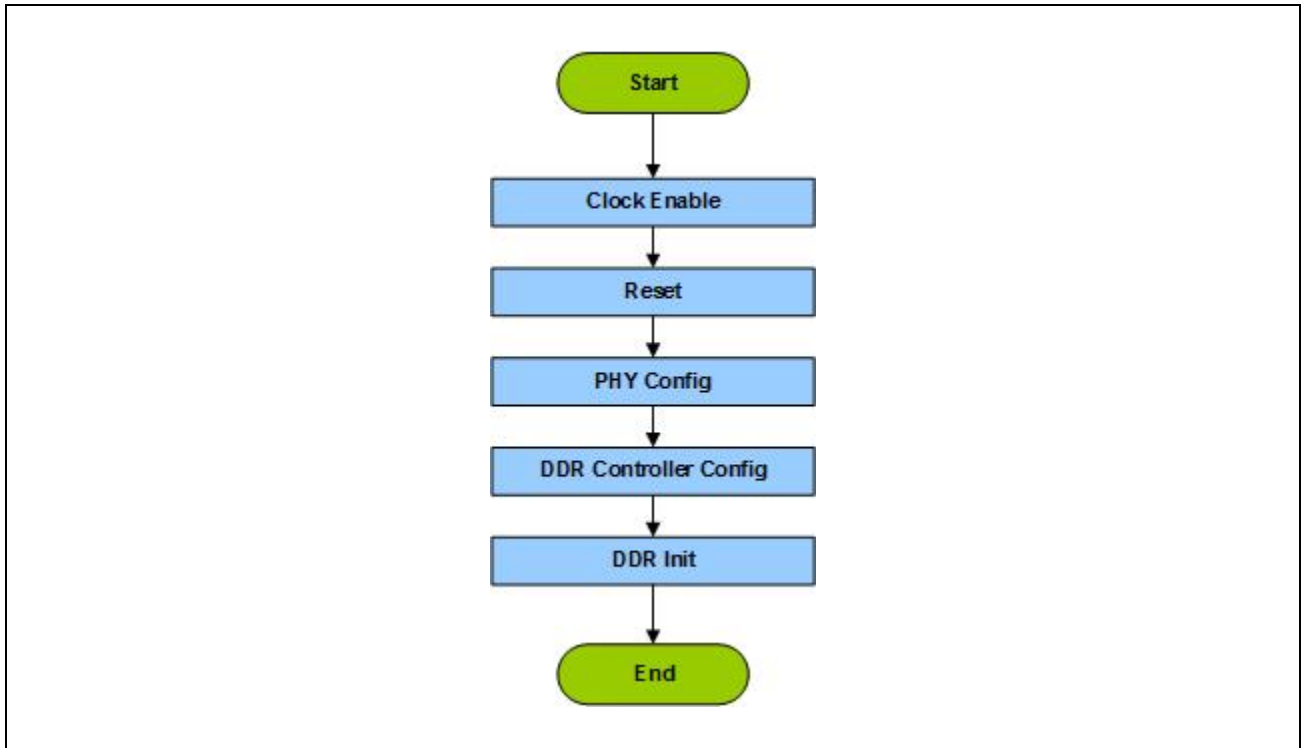 Start
Clock Enable
Reset
PHY Config
DDR Controller Config
DDR Init
End